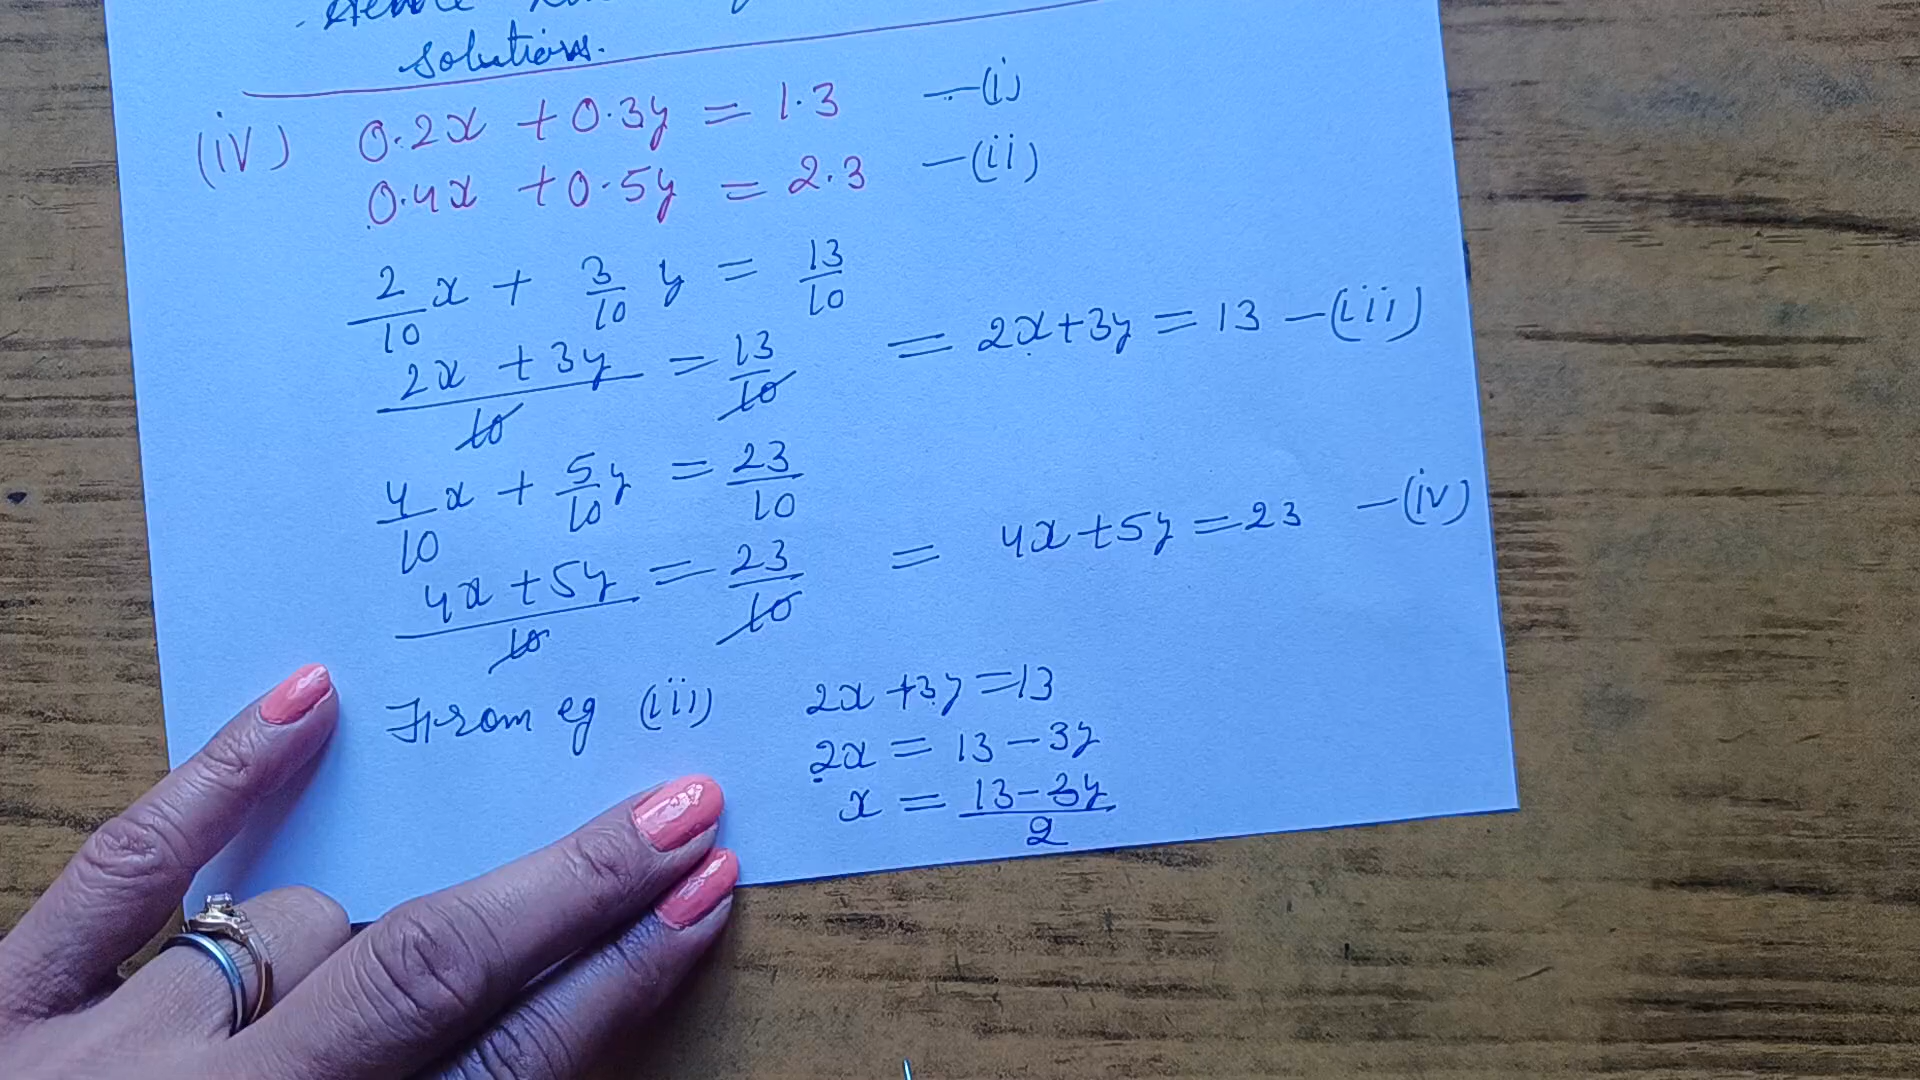 solutions.
(iv) 0.2x + 0.3y = 1.3 —(i)
0.4x + 0.5y = 2.3 —(ii)
2/10 x + 3/10 y = 13/10
2x + 3y/10 = 13/10 = 2x + 3y = 13 —(iii)
4/10 x + 5/10 y = 23/10
4x + 5y/10 = 23/10 = 4x + 5y = 23 —(iv)
From eq (iii) 2x + 3y = 13
2x = 13 - 3y
x = 13 - 3y/2